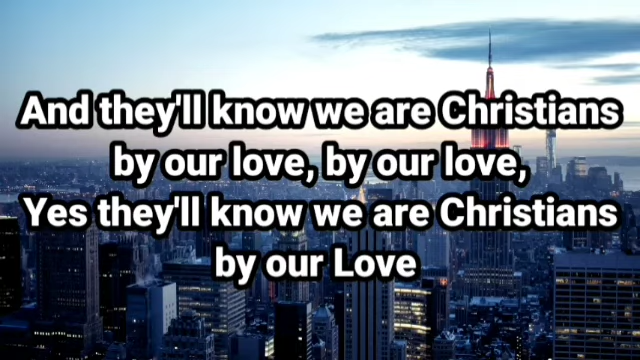 And they'll know we are Christians
by our love, by our love,
Yes they'll know we are Christians
by our Love